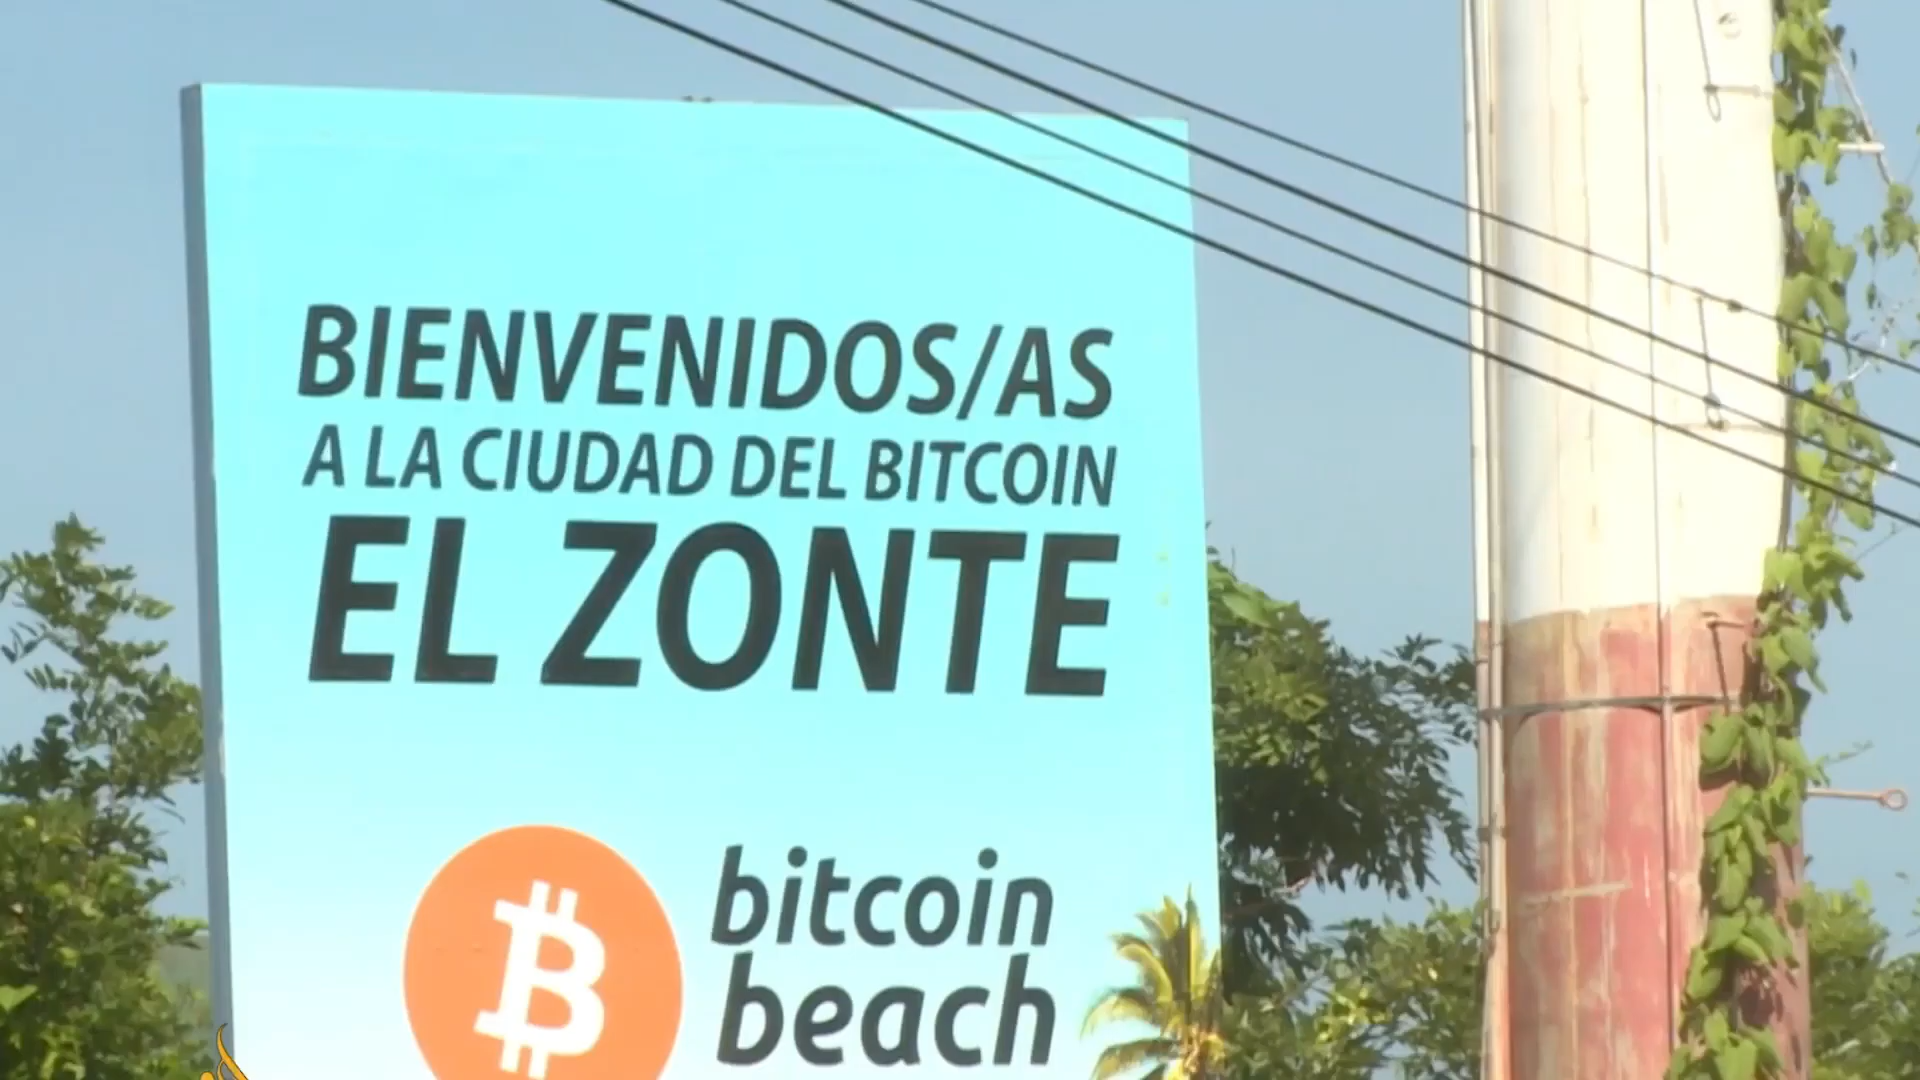 BIENVENIDOS/AS
A LA CIUDAD DEL BITCOIN
EL ZONTE
bitcoin
beach